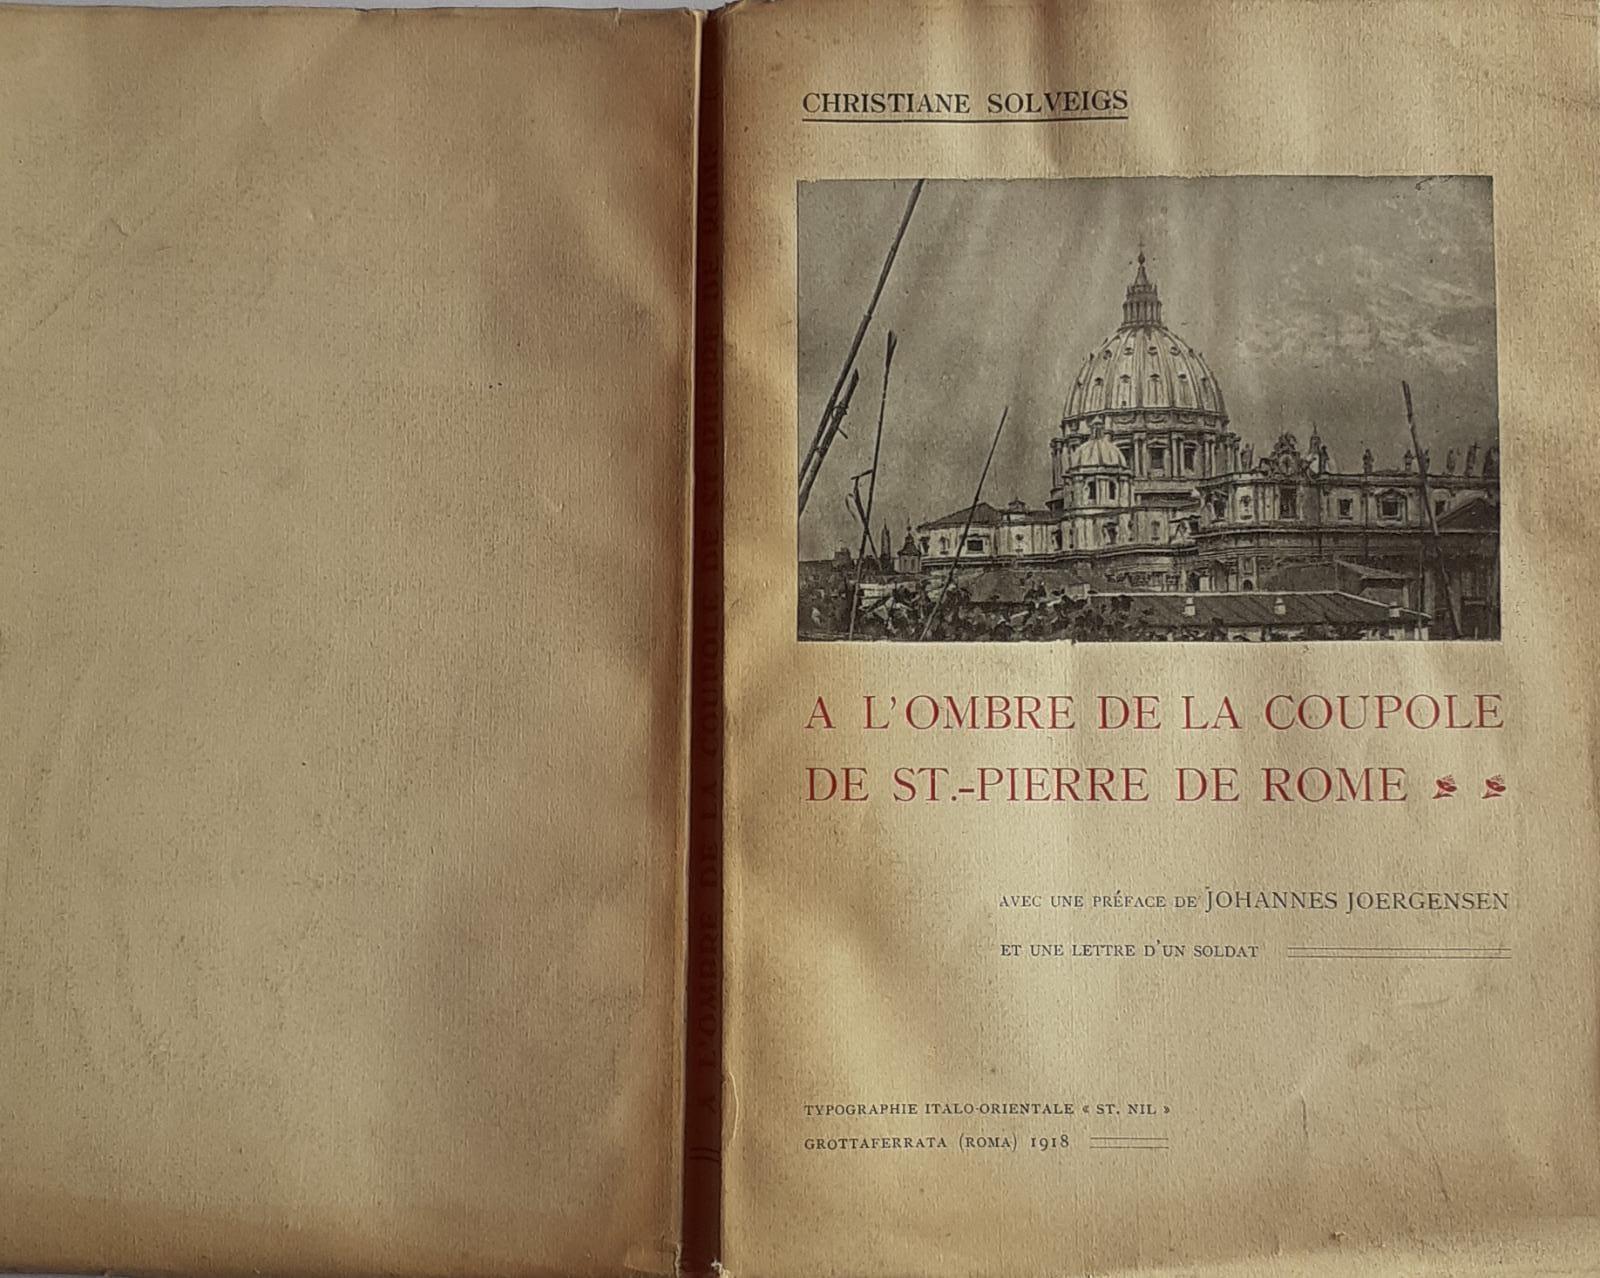 A L'OMBRE DE LA COUPOLE DE ST.-PIERRE DE ROME
CHRISTIANE SOLVEIGS
A L'OMBRE DE LA COUPOLE
DE ST.-PIERRE DE ROME
AVEC UNE PRÉFACE DE JOHANNES JOERGENSEN
ET UNE LETTRE D'UN SOLDAT
TYPOGRAPHIE ITALO-ORIENTALE « ST. NIL »
GROTTAFERRATA (ROMA) 1918